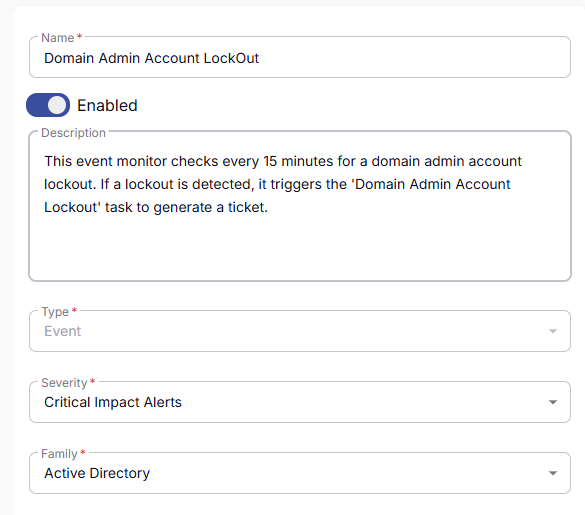 Name *
Domain Admin Account LockOut
Enabled
Description
This event monitor checks every 15 minutes for a domain admin account
lockout. If a lockout is detected, it triggers the 'Domain Admin Account
Lockout' task to generate a ticket.
Type *
Event
Severity *
Critical Impact Alerts
Family *
Active Directory